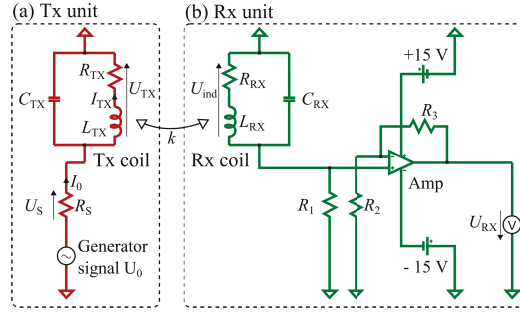 (a) Tx unit
(b) Rx unit
+15 V
R_TX
U_TX
U_ind
R_RX
C_TX
I_TX
C_RX
L_TX
L_RX
R_3
Tx coil
k
Rx coil
Amp
I_0
U_S
R_S
R_1
R_2
U_RX
V
Generator
signal U_0
- 15 V